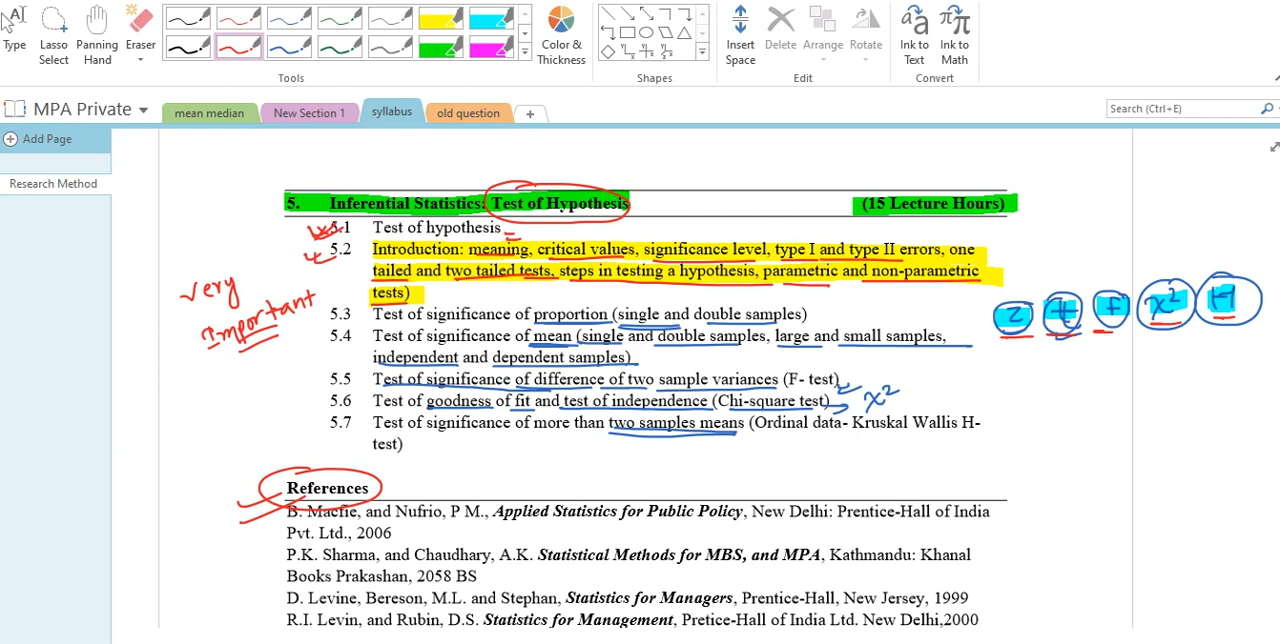 Type
Lasso Select
Panning Hand
Eraser
Color & Thickness
Insert Space
Delete
Arrange
Rotate
Ink to Text
Ink to Math
Tools
Shapes
Edit
Convert
MPA Private
mean median
New Section 1
syllabus
old question
Search (Ctrl+E)
Add Page
Research Method
5. Inferential Statistics: Test of Hypothesis (15 Lecture Hours)
5.1 Test of hypothesis
5.2 Introduction: meaning, critical values, significance level, type I and type II errors, one
tailed and two tailed tests, steps in testing a hypothesis, parametric and non-parametric
tests)
very
Important
5.3 Test of significance of proportion (single and double samples)
Z t F χ² H
5.4 Test of significance of mean (single and double samples, large and small samples,
independent and dependent samples)
5.5 Test of significance of difference of two sample variances (F- test)
5.6 Test of goodness of fit and test of independence (Chi-square test) χ²
5.7 Test of significance of more than two samples means (Ordinal data- Kruskal Wallis H-
test)
References
B. Macfie, and Nufrio, P M., Applied Statistics for Public Policy, New Delhi: Prentice-Hall of India
Pvt. Ltd., 2006
P.K. Sharma, and Chaudhary, A.K. Statistical Methods for MBS, and MPA, Kathmandu: Khanal
Books Prakashan, 2058 BS
D. Levine, Bereson, M.L. and Stephan, Statistics for Managers, Prentice-Hall, New Jersey, 1999
R.I. Levin, and Rubin, D.S. Statistics for Management, Pretice-Hall of India Ltd. New Delhi,2000